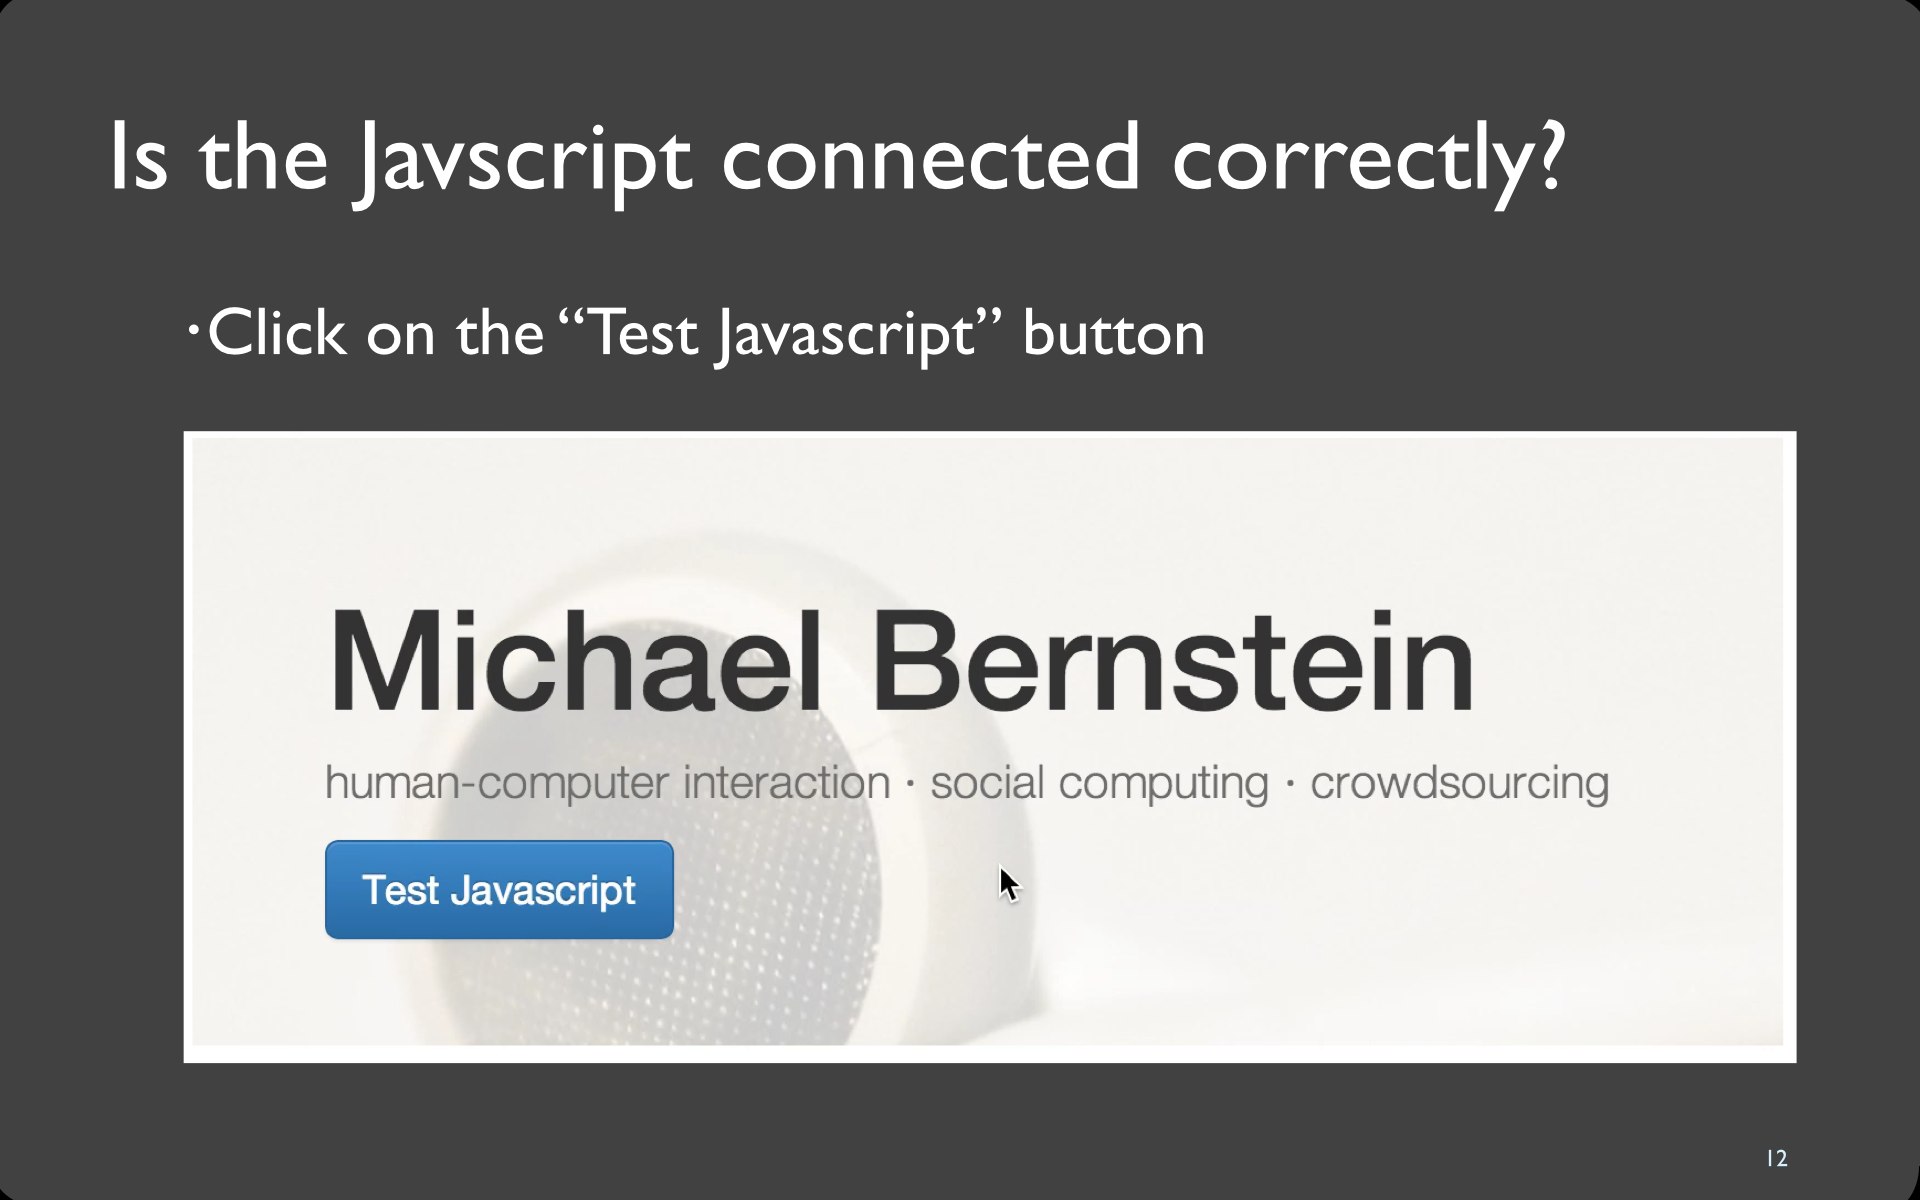 Is the Javscript connected correctly?
•Click on the “Test Javascript” button
Michael Bernstein
human-computer interaction · social computing · crowdsourcing
Test Javascript
12